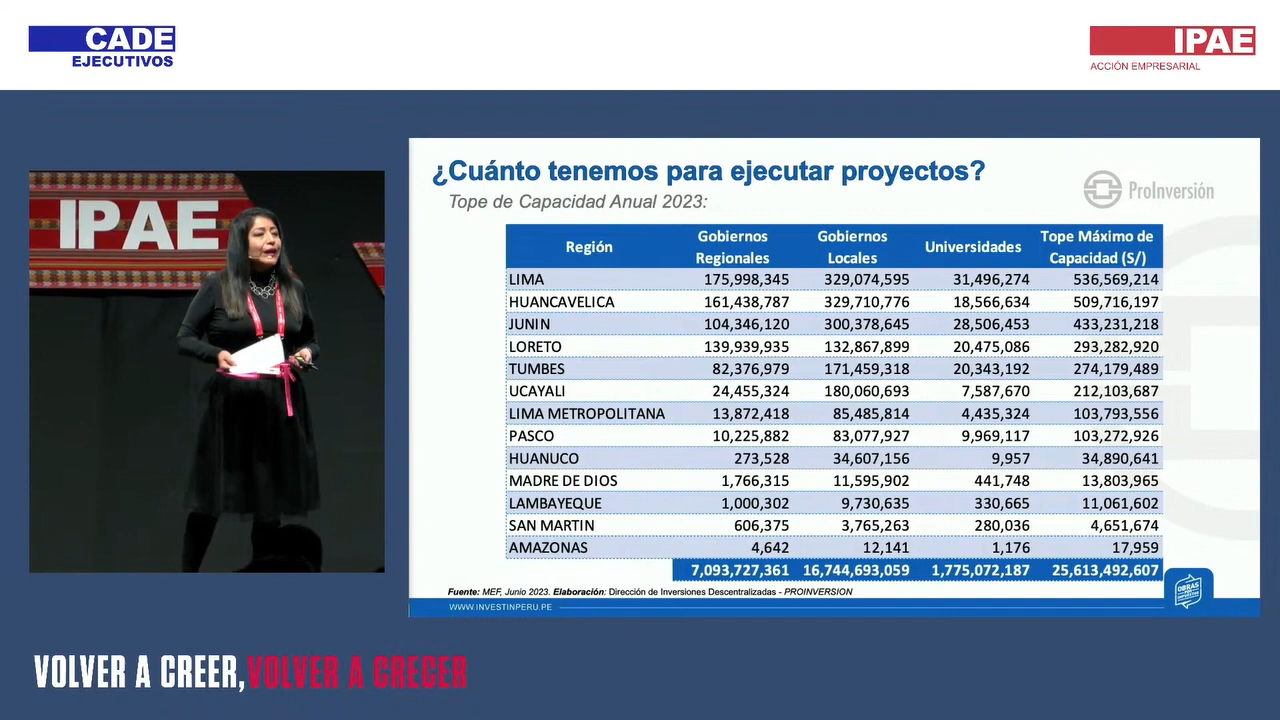 CADE
EJECUTIVOS
IPAE
ACCIÓN EMPRESARIAL
IPAE
¿Cuánto tenemos para ejecutar proyectos?
Tope de Capacidad Anual 2023:
ProInversión
Región Gobiernos Regionales Gobiernos Locales Universidades Tope Máximo de Capacidad (S/)
LIMA 175,998,345 329,074,595 31,496,274 536,569,214
HUANCAVELICA 161,438,787 329,710,776 18,566,634 509,716,197
JUNIN 104,346,120 300,378,645 28,506,453 433,231,218
LORETO 139,939,935 132,867,899 20,475,086 293,282,920
TUMBES 82,376,979 171,459,318 20,343,192 274,179,489
UCAYALI 24,455,324 180,060,693 7,587,670 212,103,687
LIMA METROPOLITANA 13,872,418 85,485,814 4,435,324 103,793,556
PASCO 10,225,882 83,077,927 9,969,117 103,272,926
HUANUCO 273,528 34,607,156 9,957 34,890,641
MADRE DE DIOS 1,766,315 11,595,902 441,748 13,803,965
LAMBAYEQUE 1,000,302 9,730,635 330,665 11,061,602
SAN MARTIN 606,375 3,765,263 280,036 4,651,674
AMAZONAS 4,642 12,141 1,176 17,959
7,093,727,361 16,744,693,059 1,775,072,187 25,613,492,607
Fuente: MEF, Junio 2023. Elaboración: Dirección de Inversiones Descentralizadas - PROINVERSION
WWW.INVESTINPERU.PE
OBRAS
VOLVER A CREER, VOLVER A CRECER